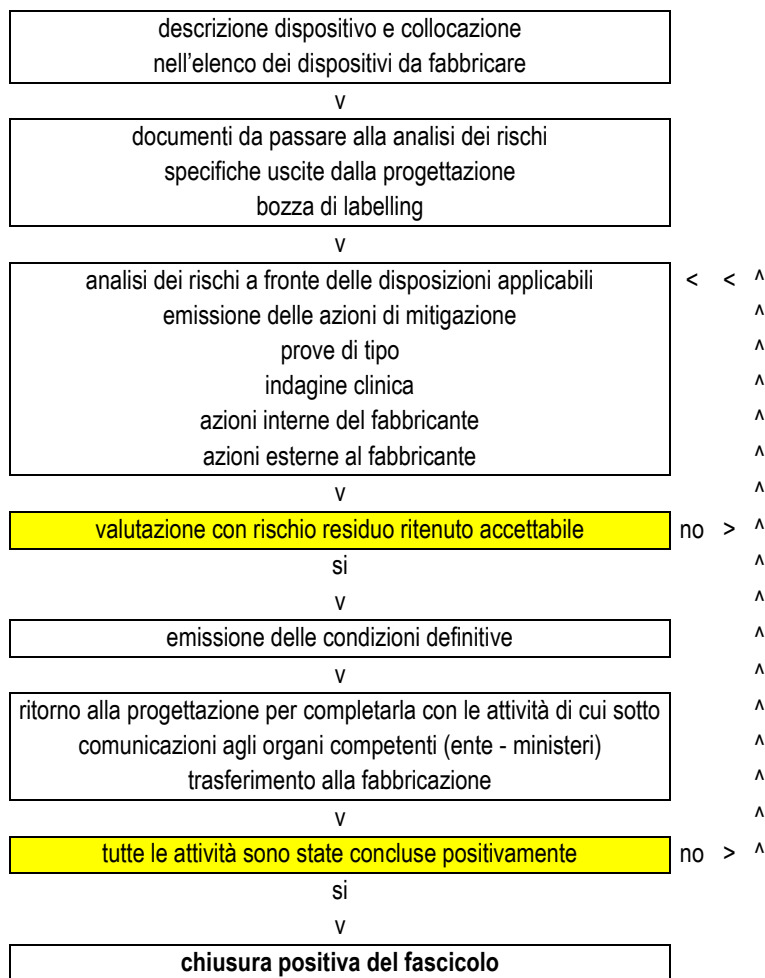 descrizione dispositivo e collocazione
nell'elenco dei dispositivi da fabbricare
v
documenti da passare alla analisi dei rischi
specifiche uscite dalla progettazione
bozza di labelling
v
analisi dei rischi a fronte delle disposizioni applicabili < < ^
emissione delle azioni di mitigazione ^
prove di tipo ^
indagine clinica ^
azioni interne del fabbricante ^
azioni esterne al fabbricante ^
v ^
valutazione con rischio residuo ritenuto accettabile no > ^
si ^
v ^
emissione delle condizioni definitive ^
v ^
ritorno alla progettazione per completarla con le attività di cui sotto ^
comunicazioni agli organi competenti (ente - ministeri) ^
trasferimento alla fabbricazione ^
v ^
tutte le attività sono state concluse positivamente no > ^
si
v
chiusura positiva del fascicolo